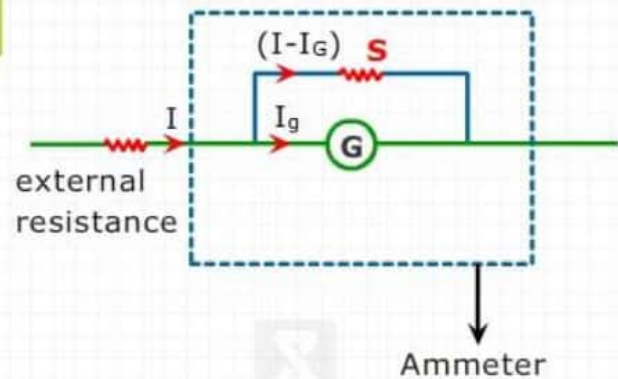 (I-IG) S
I
Ig
G
external
resistance
Ammeter